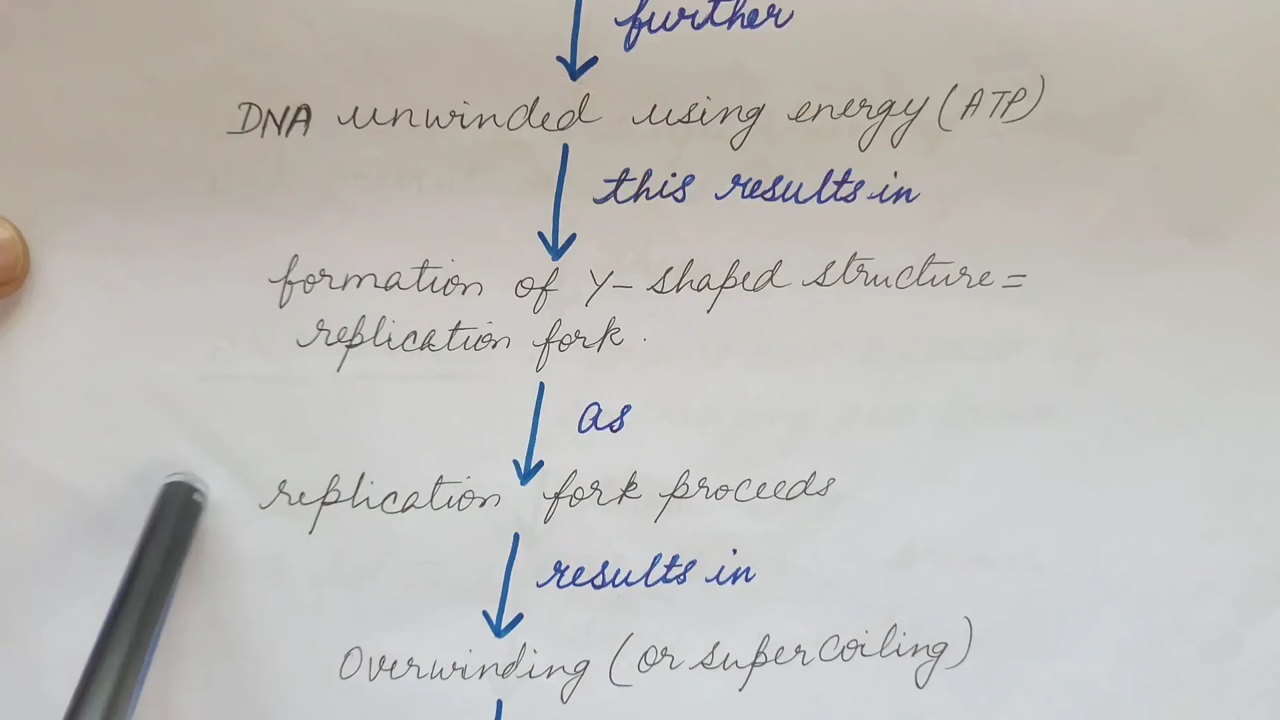 further
DNA unwinded using energy (ATP)
this results in
formation of Y-shaped structure =
replication fork.
as
replication fork proceeds
results in
Overwinding (or supercoiling)